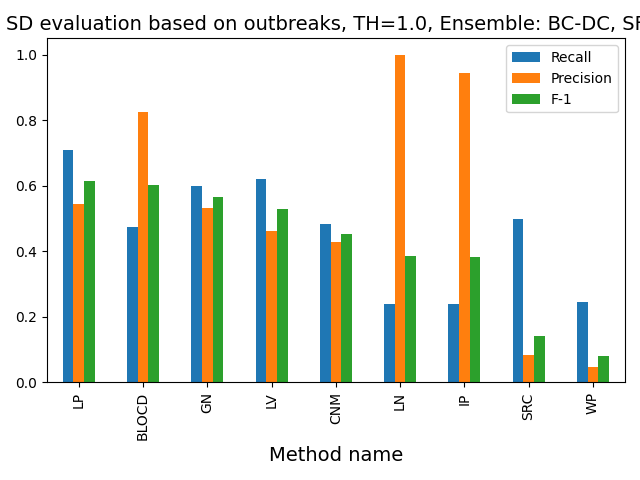 SD evaluation based on outbreaks, TH=1.0, Ensemble: BC-DC, SF
Recall
Precision
F-1
1.0
0.8
0.6
0.4
0.2
0.0
LP
BLOCD
GN
LV
CNM
LN
IP
SRC
WP
Method name